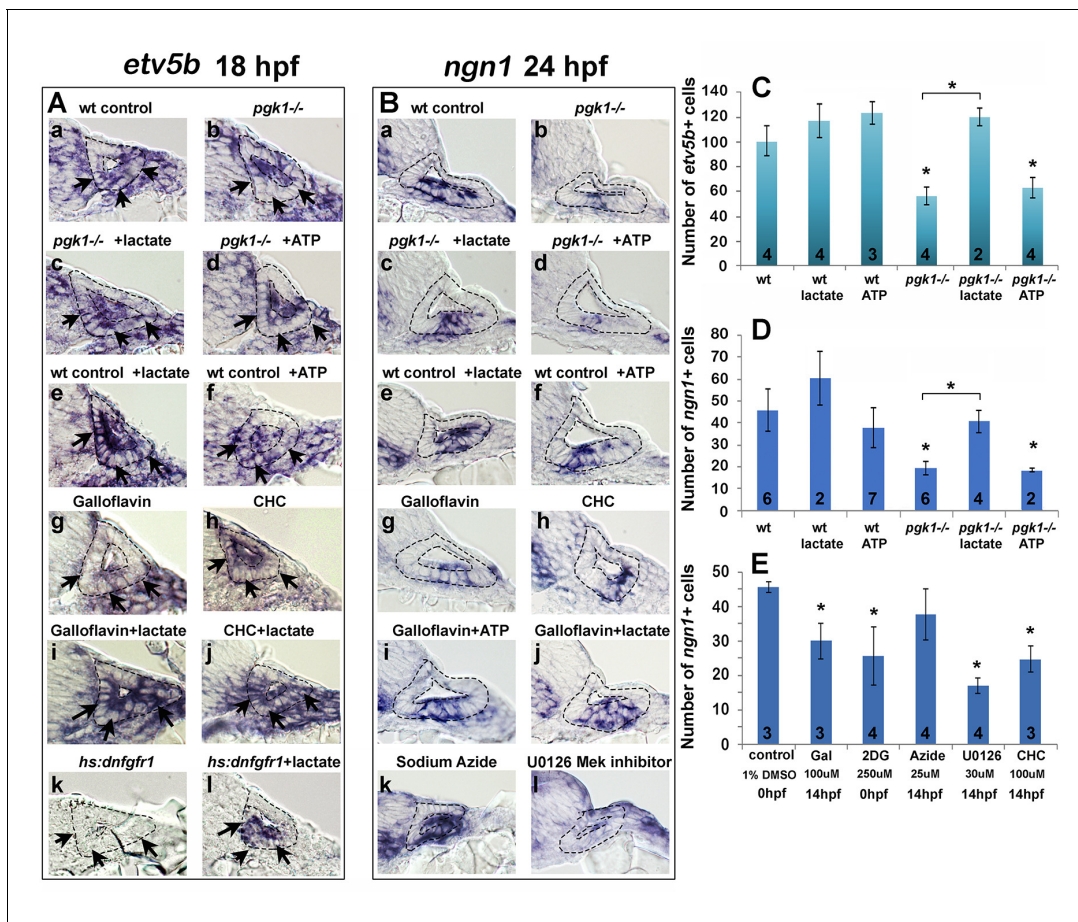 etv5b 18 hpf
ngn1 24 hpf
A
wt control
pgk1-/-
a
b
pgk1-/- +lactate
pgk1-/- +ATP
c
d
wt control +lactate
wt control +ATP
e
f
Galloflavin
CHC
g
h
Galloflavin+lactate
CHC+lactate
i
j
hs:dnfgfr1
hs:dnfgfr1+lactate
k
l
B
wt control
pgk1-/-
a
b
pgk1-/- +lactate
pgk1-/- +ATP
c
d
wt control +lactate
wt control +ATP
e
f
Galloflavin
CHC
g
h
Galloflavin+ATP
Galloflavin+lactate
i
j
Sodium Azide
U0126 Mek inhibitor
k
l
C
Number of etv5b+ cells
140
120
100
80
60
40
20
0
*
* *
4 4 3 4 2 4
wt wt lactate wt ATP pgk1-/- pgk1-/- lactate pgk1-/- ATP
D
Number of ngn1+ cells
80
70
60
50
40
30
20
10
0
*
* *
6 2 7 6 4 2
wt wt lactate wt ATP pgk1-/- pgk1-/- lactate pgk1-/- ATP
E
Number of ngn1+ cells
50
40
30
20
10
0
* * * *
3 3 4 4 4 3
control Gal 2DG Azide U0126 CHC
1% DMSO 100uM 250uM 25uM 30uM 100uM
0hpf 14hpf 0hpf 14hpf 14hpf 14hpf